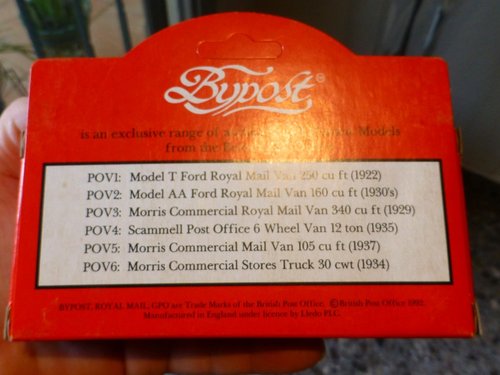 Bypost®
is an exclusive range of Models
from the
POV1: Model T Ford Royal Mail Van 250 cu ft (1922)
POV2: Model AA Ford Royal Mail Van 160 cu ft (1930's)
POV3: Morris Commercial Royal Mail Van 340 cu ft (1929)
POV4: Scammell Post Office 6 Wheel Van 12 ton (1935)
POV5: Morris Commercial Mail Van 105 cu ft (1937)
POV6: Morris Commercial Stores Truck 30 cwt (1934)
BYPOST, ROYAL MAIL, GPO are Trade Marks of the British Post Office. © British Post Office 1992.
Manufactured in England under licence by Lledo PLC.